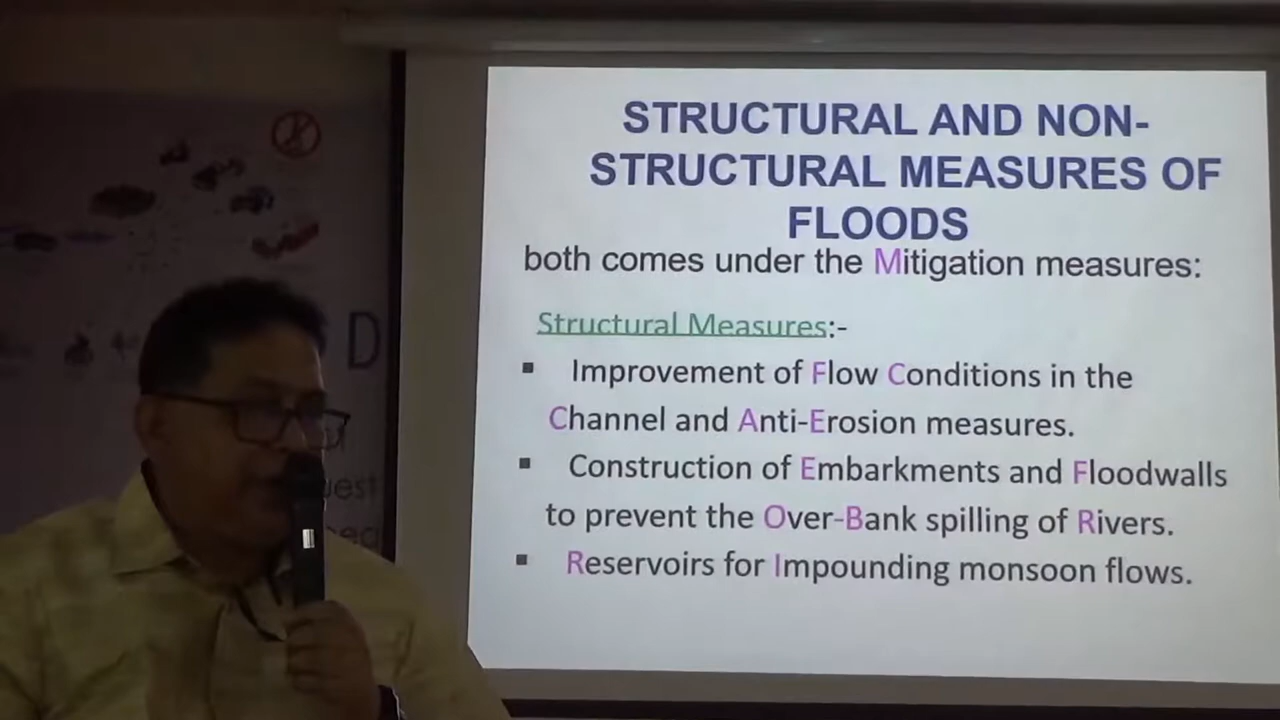 STRUCTURAL AND NON-
STRUCTURAL MEASURES OF
FLOODS
both comes under the Mitigation measures:
Structural Measures:-
▪ Improvement of Flow Conditions in the
Channel and Anti-Erosion measures.
▪ Construction of Embarkments and Floodwalls
to prevent the Over-Bank spilling of Rivers.
▪ Reservoirs for Impounding monsoon flows.